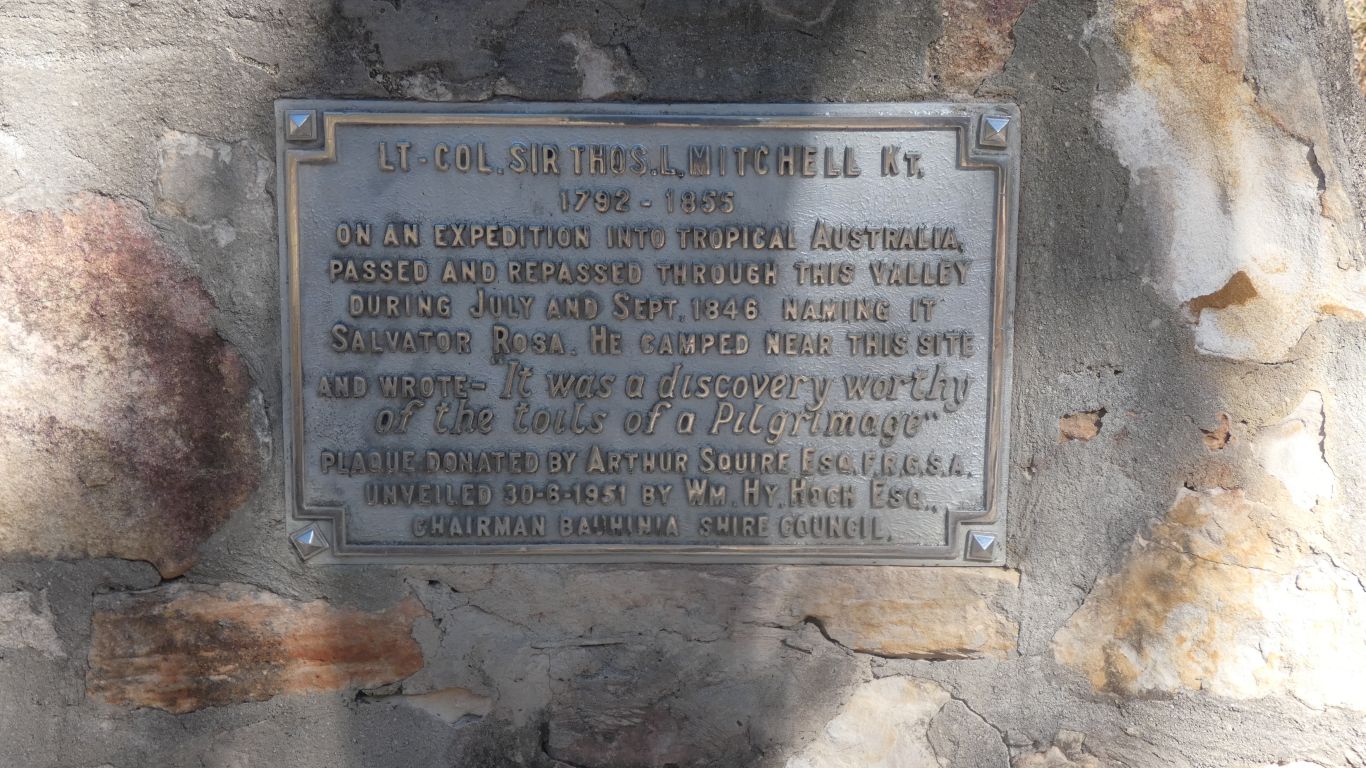 LT-COL. SIR THOS. L. MITCHELL KT.
1792 - 1855
ON AN EXPEDITION INTO TROPICAL AUSTRALIA,
PASSED AND REPASSED THROUGH THIS VALLEY
DURING JULY AND SEPT. 1846 NAMING IT
SALVATOR ROSA. HE CAMPED NEAR THIS SITE
AND WROTE- "It was a discovery worthy
of the toils of a Pilgrimage"
PLAQUE DONATED BY ARTHUR SQUIRE ESQ, F.R.G.S.A.
UNVEILED 30-6-1951 BY WM. HY. HOCH ESQ.,
CHAIRMAN BAUHINIA SHIRE COUNCIL.